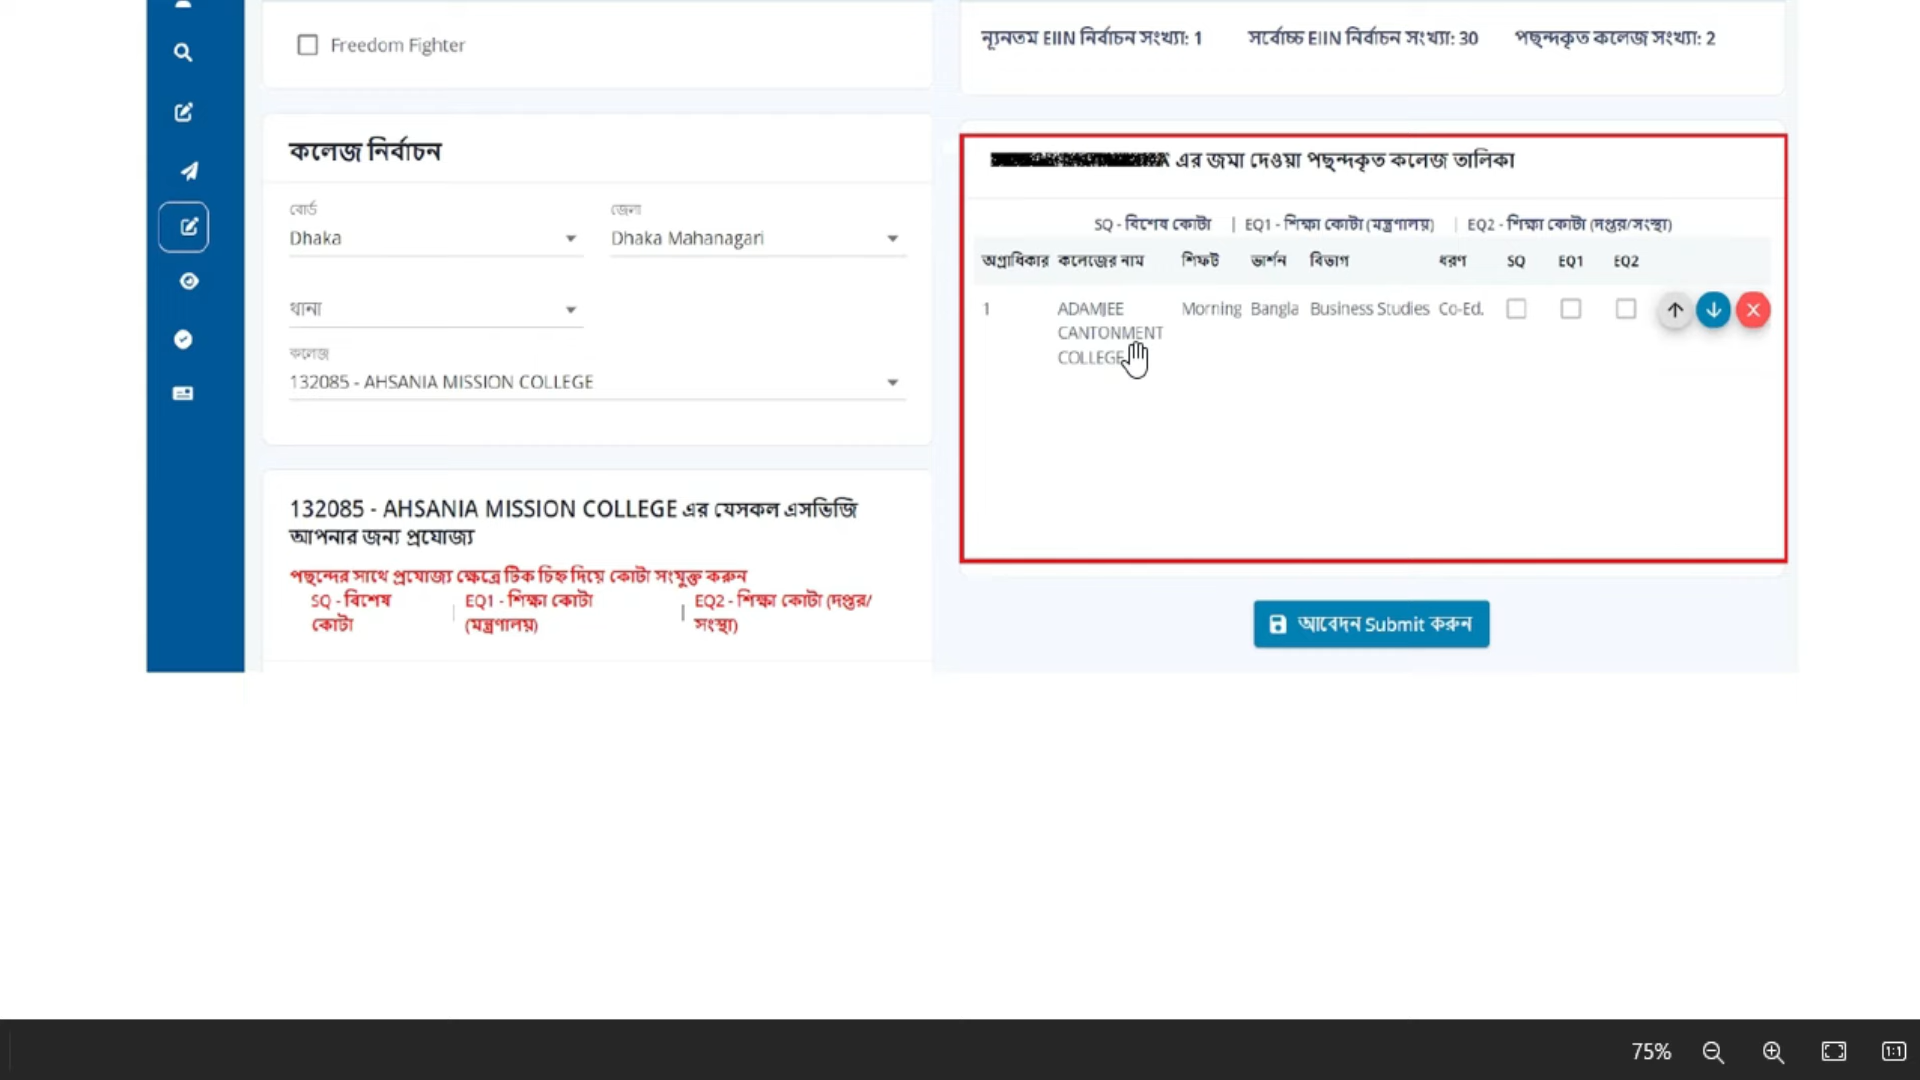 Freedom Fighter
ন্যূনতম EIIN নির্বাচন সংখ্যা: 1 সর্বোচ্চ EIIN নির্বাচন সংখ্যা: 30 পছন্দকৃত কলেজ সংখ্যা: 2
কলেজ নির্বাচন
বোর্ড জেলা
Dhaka Dhaka Mahanagari
থানা
কলেজ
132085 - AHSANIA MISSION COLLEGE
132085 - AHSANIA MISSION COLLEGE এর যেসকল এসভিজি
আপনার জন্য প্রযোজ্য
পছন্দের সাথে প্রযোজ্য ক্ষেত্রে টিক চিহ্ন দিয়ে কোটা সংযুক্ত করুন
SQ - বিশেষ | EQ1 - শিক্ষা কোটা | EQ2 - শিক্ষা কোটা (দপ্তর/
কোটা (মন্ত্রণালয়) সংস্থা)
এর জমা দেওয়া পছন্দকৃত কলেজ তালিকা
SQ - বিশেষ কোটা | EQ1 - শিক্ষা কোটা (মন্ত্রণালয়) | EQ2 - শিক্ষা কোটা (দপ্তর/সংস্থা)
অগ্রাধিকার কলেজের নাম শিফট ভার্শন বিভাগ ধরণ SQ EQ1 EQ2
1 ADAMJEE Morning Bangla Business Studies Co-Ed.
CANTONMENT
COLLEGE
আবেদন Submit করুন
75%
1:1